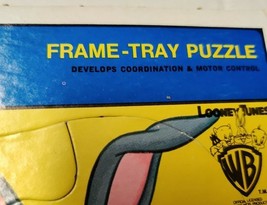 FRAME-TRAY PUZZLE
DEVELOPS COORDINATION & MOTOR CONTROL
LOONEY TUNES
WB
T.M.